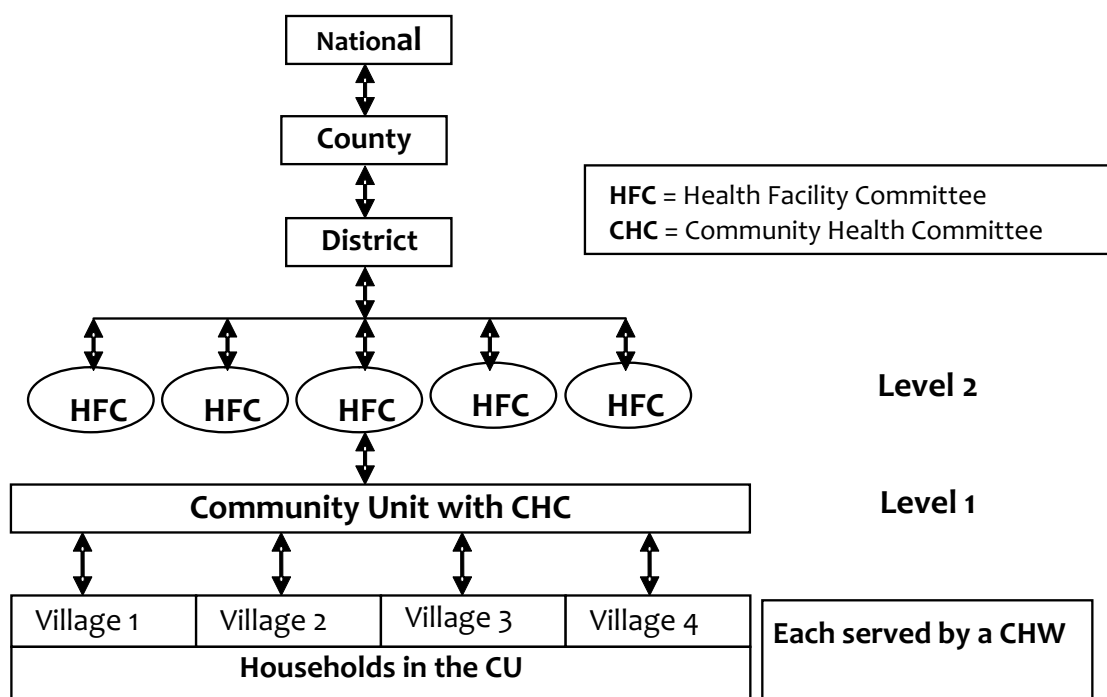 National
County
HFC = Health Facility Committee
CHC = Community Health Committee
District
HFC HFC HFC HFC HFC
Level 2
Community Unit with CHC
Level 1
Village 1 Village 2 Village 3 Village 4
Each served by a CHW
Households in the CU